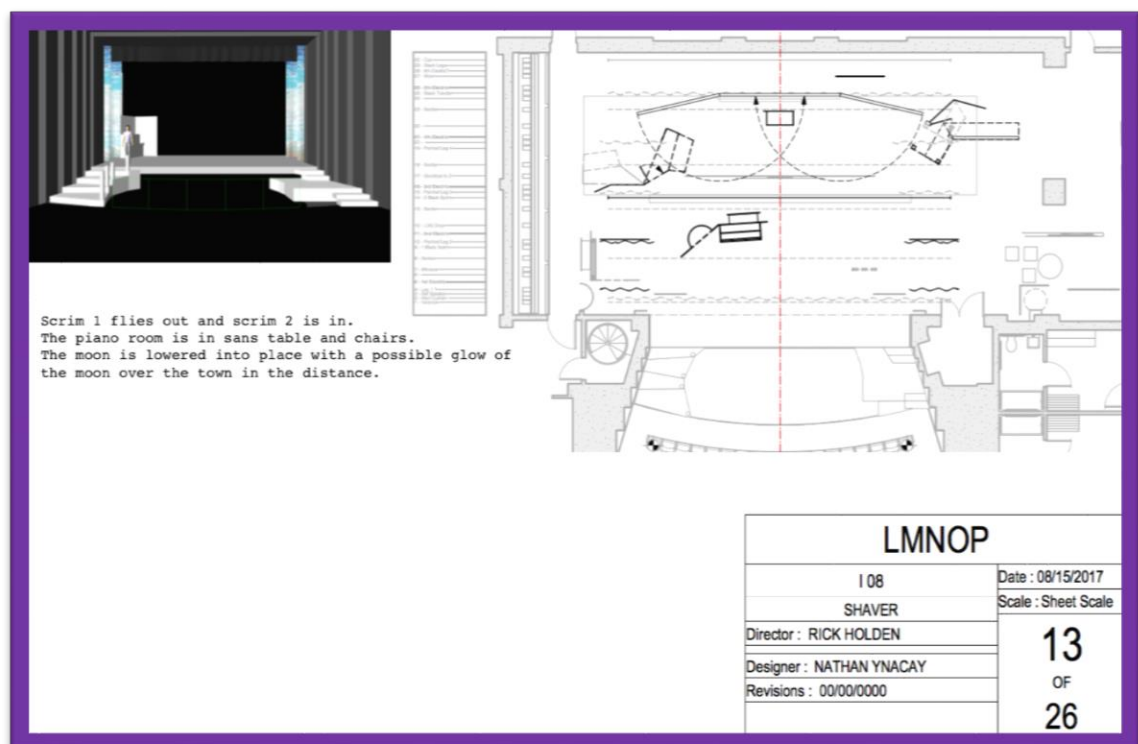 Scrim 1 flies out and scrim 2 is in.
The piano room is in sans table and chairs.
The moon is lowered into place with a possible glow of
the moon over the town in the distance.
LMNOP
I 08
Date : 08/15/2017
SHAVER
Scale : Sheet Scale
Director : RICK HOLDEN
Designer : NATHAN YNACAY
Revisions : 00/00/0000
13
OF
26